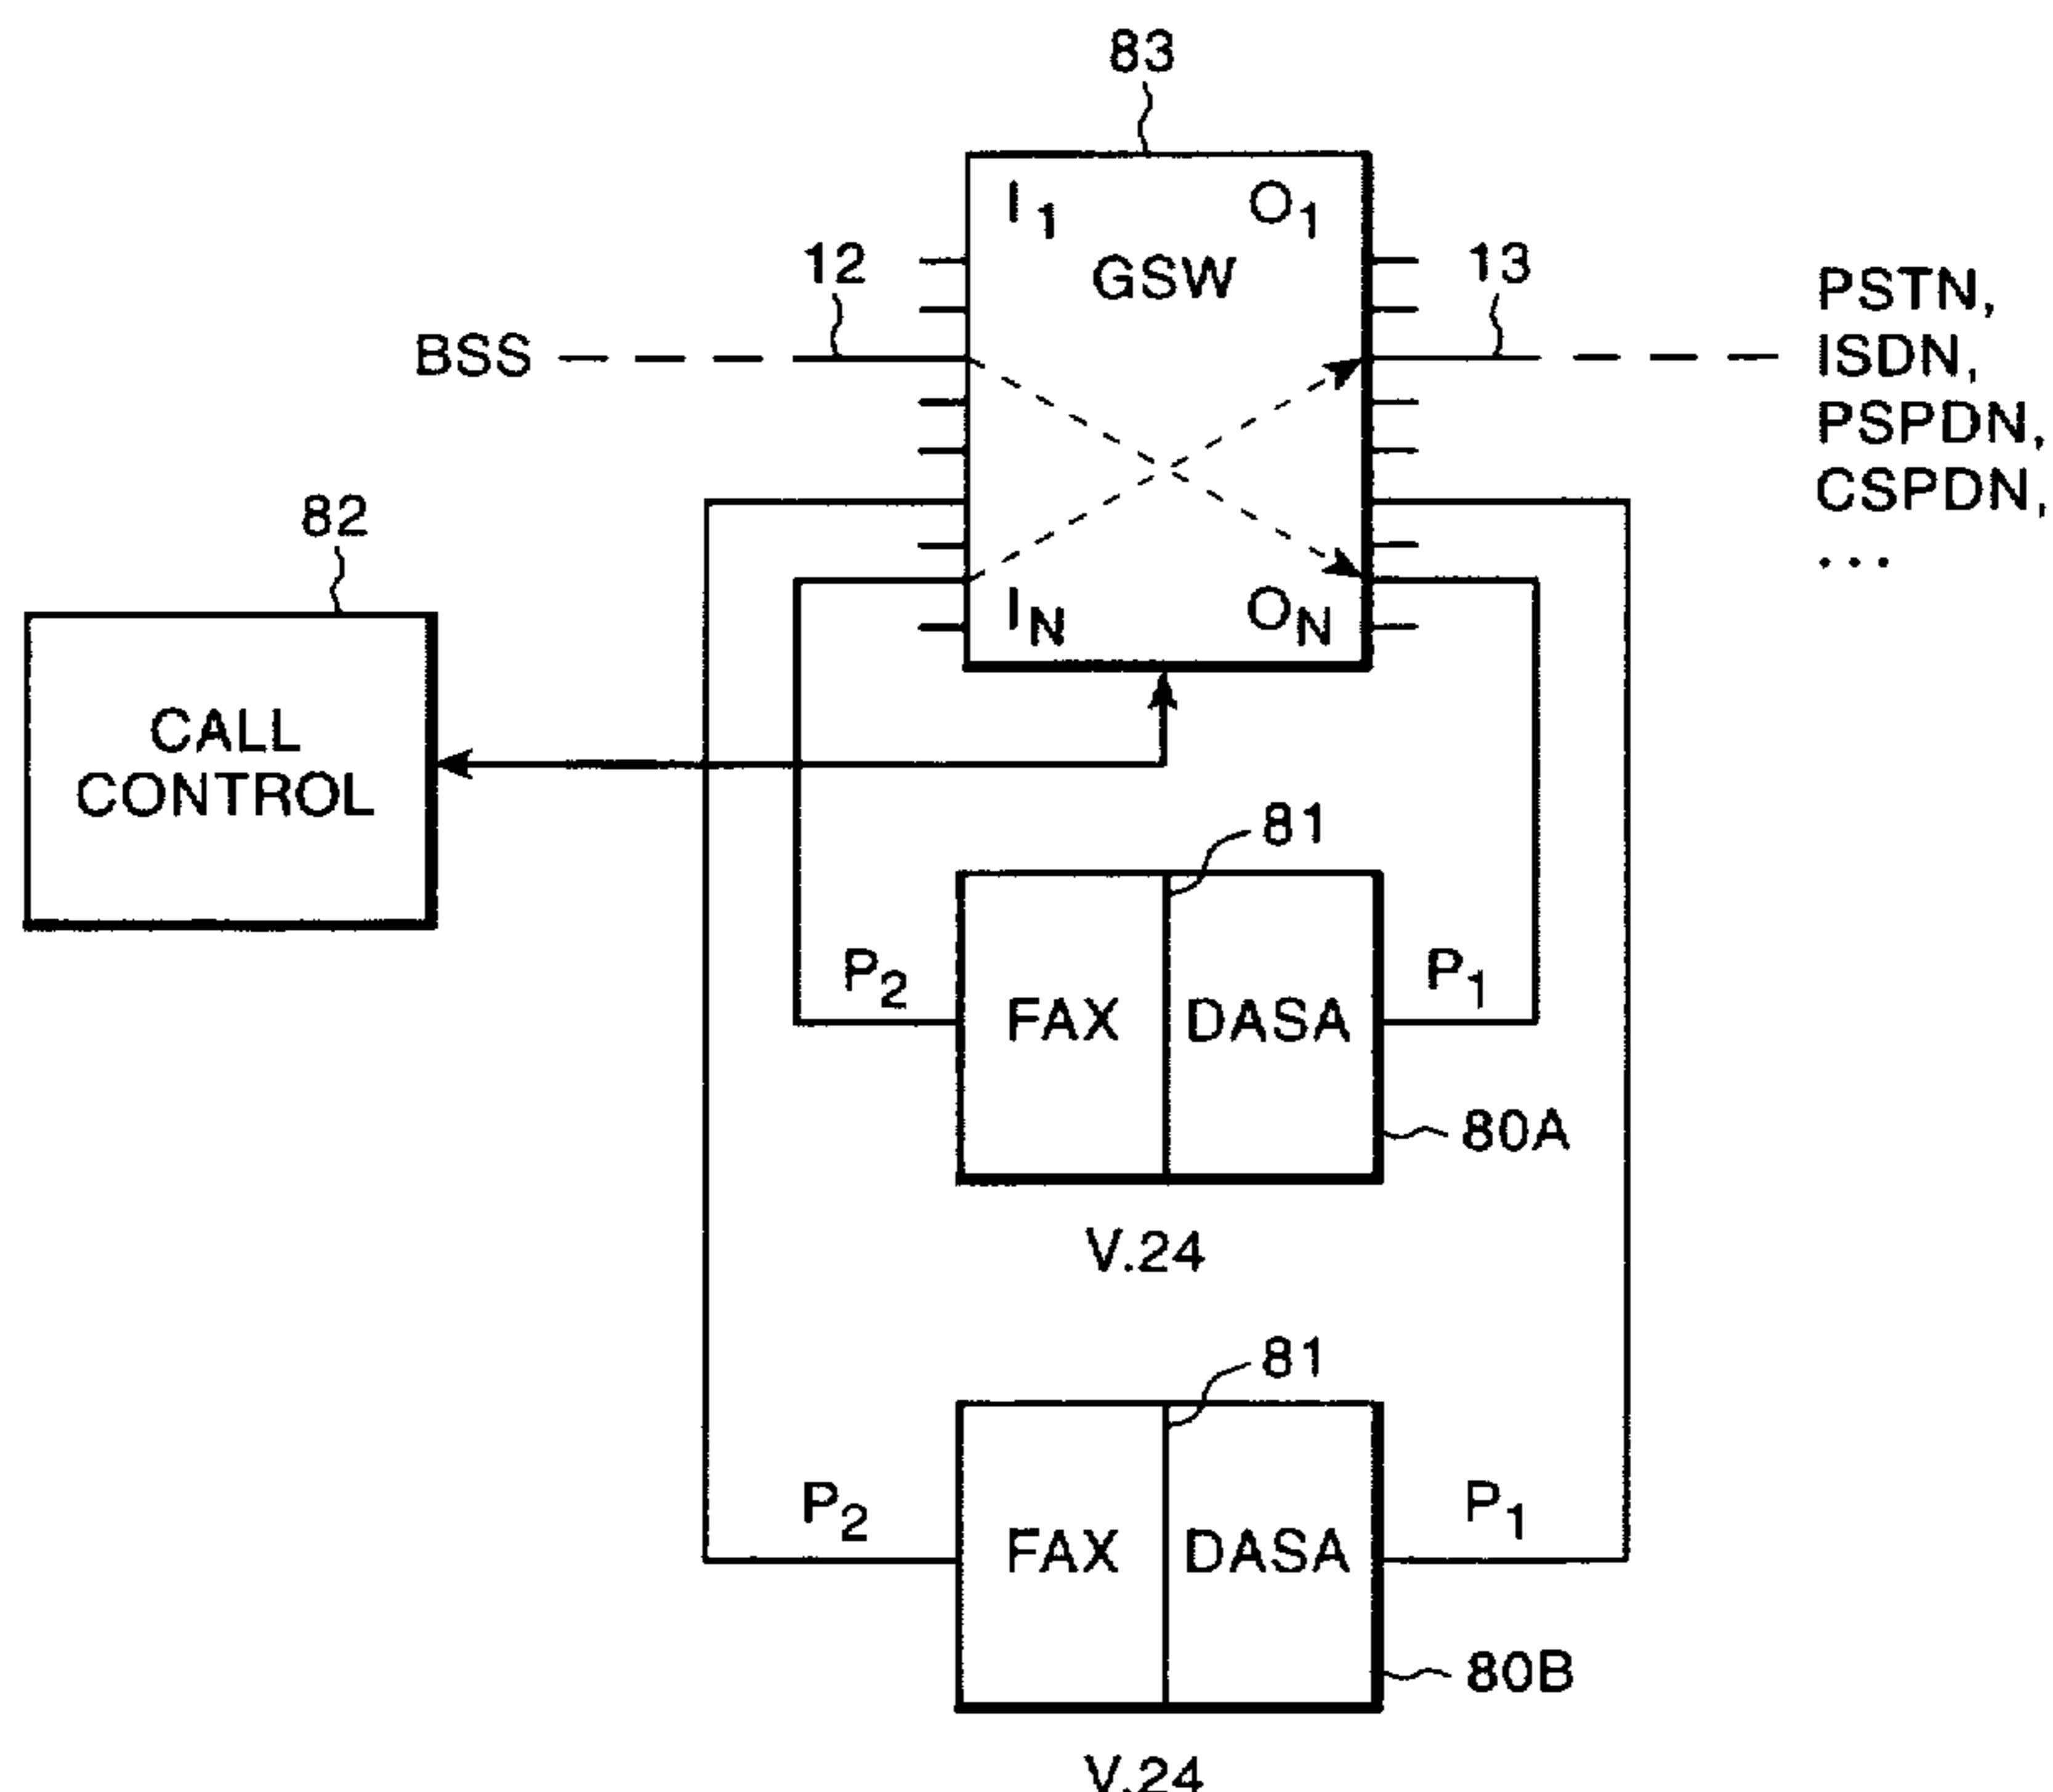 83
I1 O1
GSW
12
13
BSS
PSTN,
ISDN,
PSPDN,
CSPDN,
...
82
IN ON
CALL
CONTROL
81
P2
P1
FAX DASA
80A
V.24
81
P2
P1
FAX DASA
80B
V.24